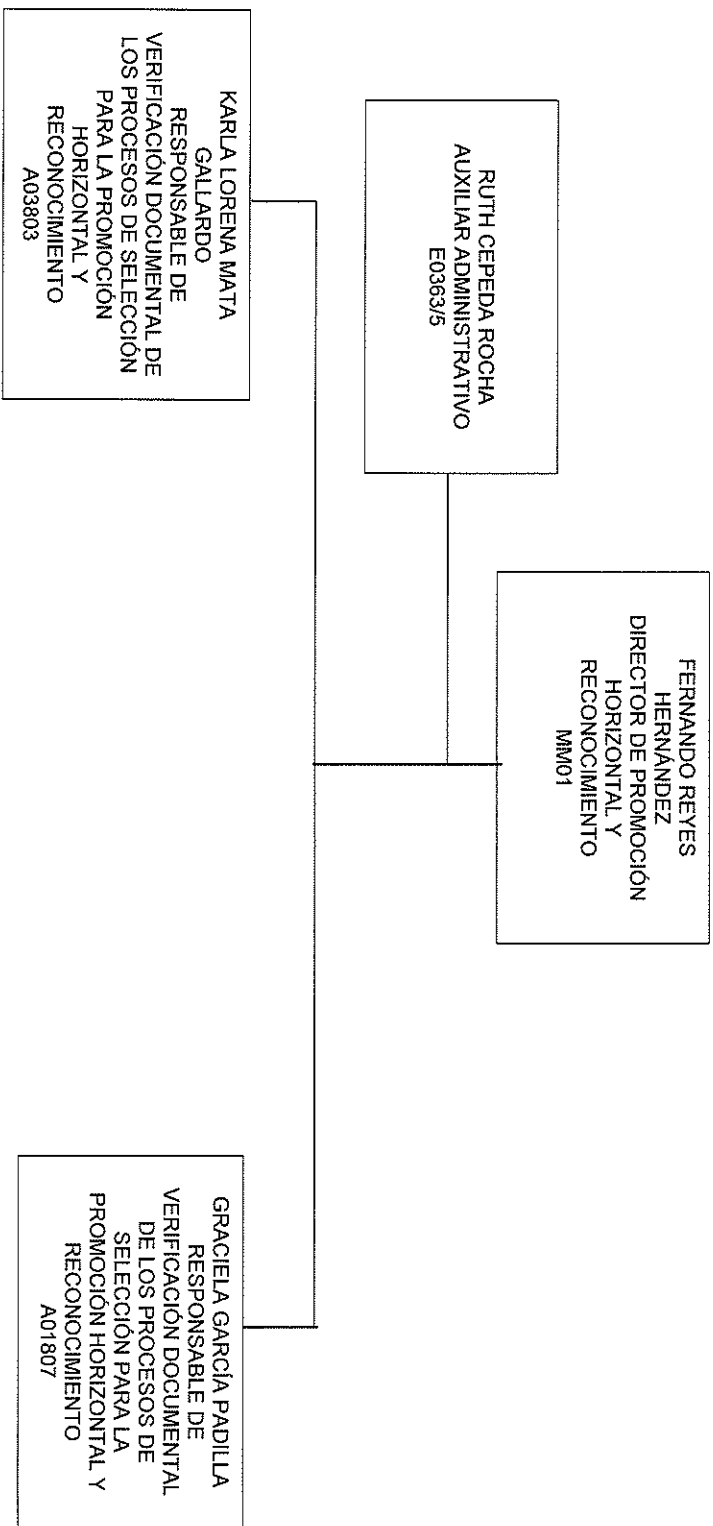 FERNANDO REYES
HERNÁNDEZ
DIRECTOR DE PROMOCIÓN
HORIZONTAL Y
RECONOCIMIENTO
MM01
RUTH CEPEDA ROCHA
AUXILIAR ADMINISTRATIVO
E0363/5
KARLA LORENA MATA
GALLARDO
RESPONSABLE DE
VERIFICACIÓN DOCUMENTAL DE
LOS PROCESOS DE SELECCIÓN
PARA LA PROMOCIÓN
HORIZONTAL Y
RECONOCIMIENTO
A03803
GRACIELA GARCÍA PADILLA
RESPONSABLE DE
VERIFICACIÓN DOCUMENTAL
DE LOS PROCESOS DE
SELECCIÓN PARA LA
PROMOCIÓN HORIZONTAL Y
RECONOCIMIENTO
A01807